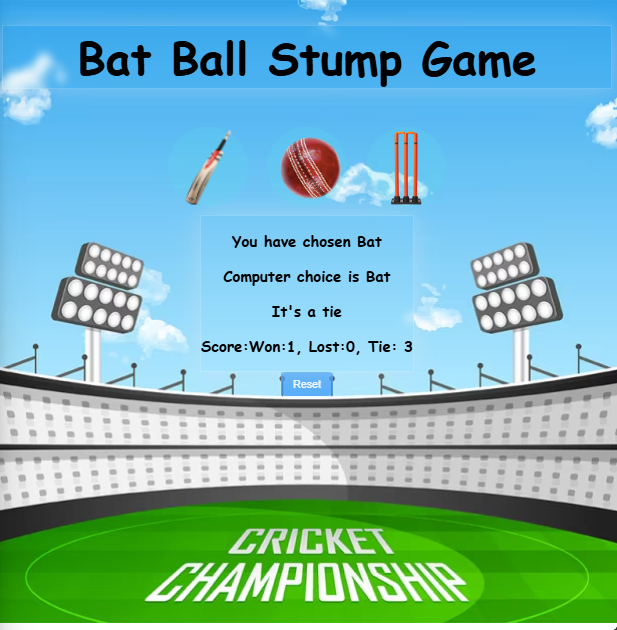 Bat Ball Stump Game
You have chosen Bat
Computer choice is Bat
It's a tie
Score:Won:1, Lost:0, Tie: 3
Reset
CRICKET
CHAMPIONSHIP